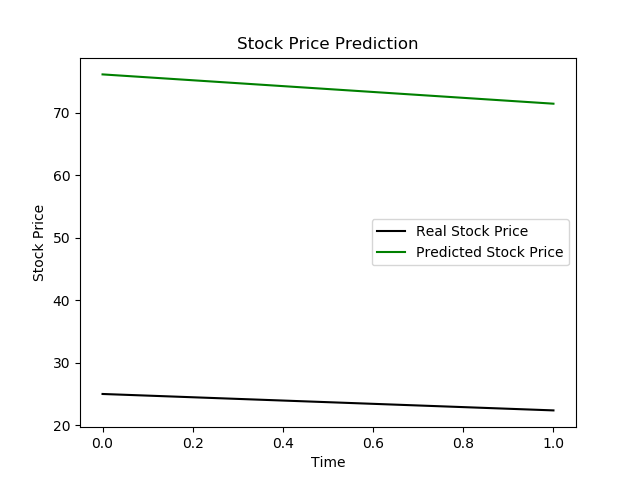 Stock Price Prediction
Stock Price
70
60
50
40
30
20
Real Stock Price
Predicted Stock Price
0.0 0.2 0.4 0.6 0.8 1.0
Time